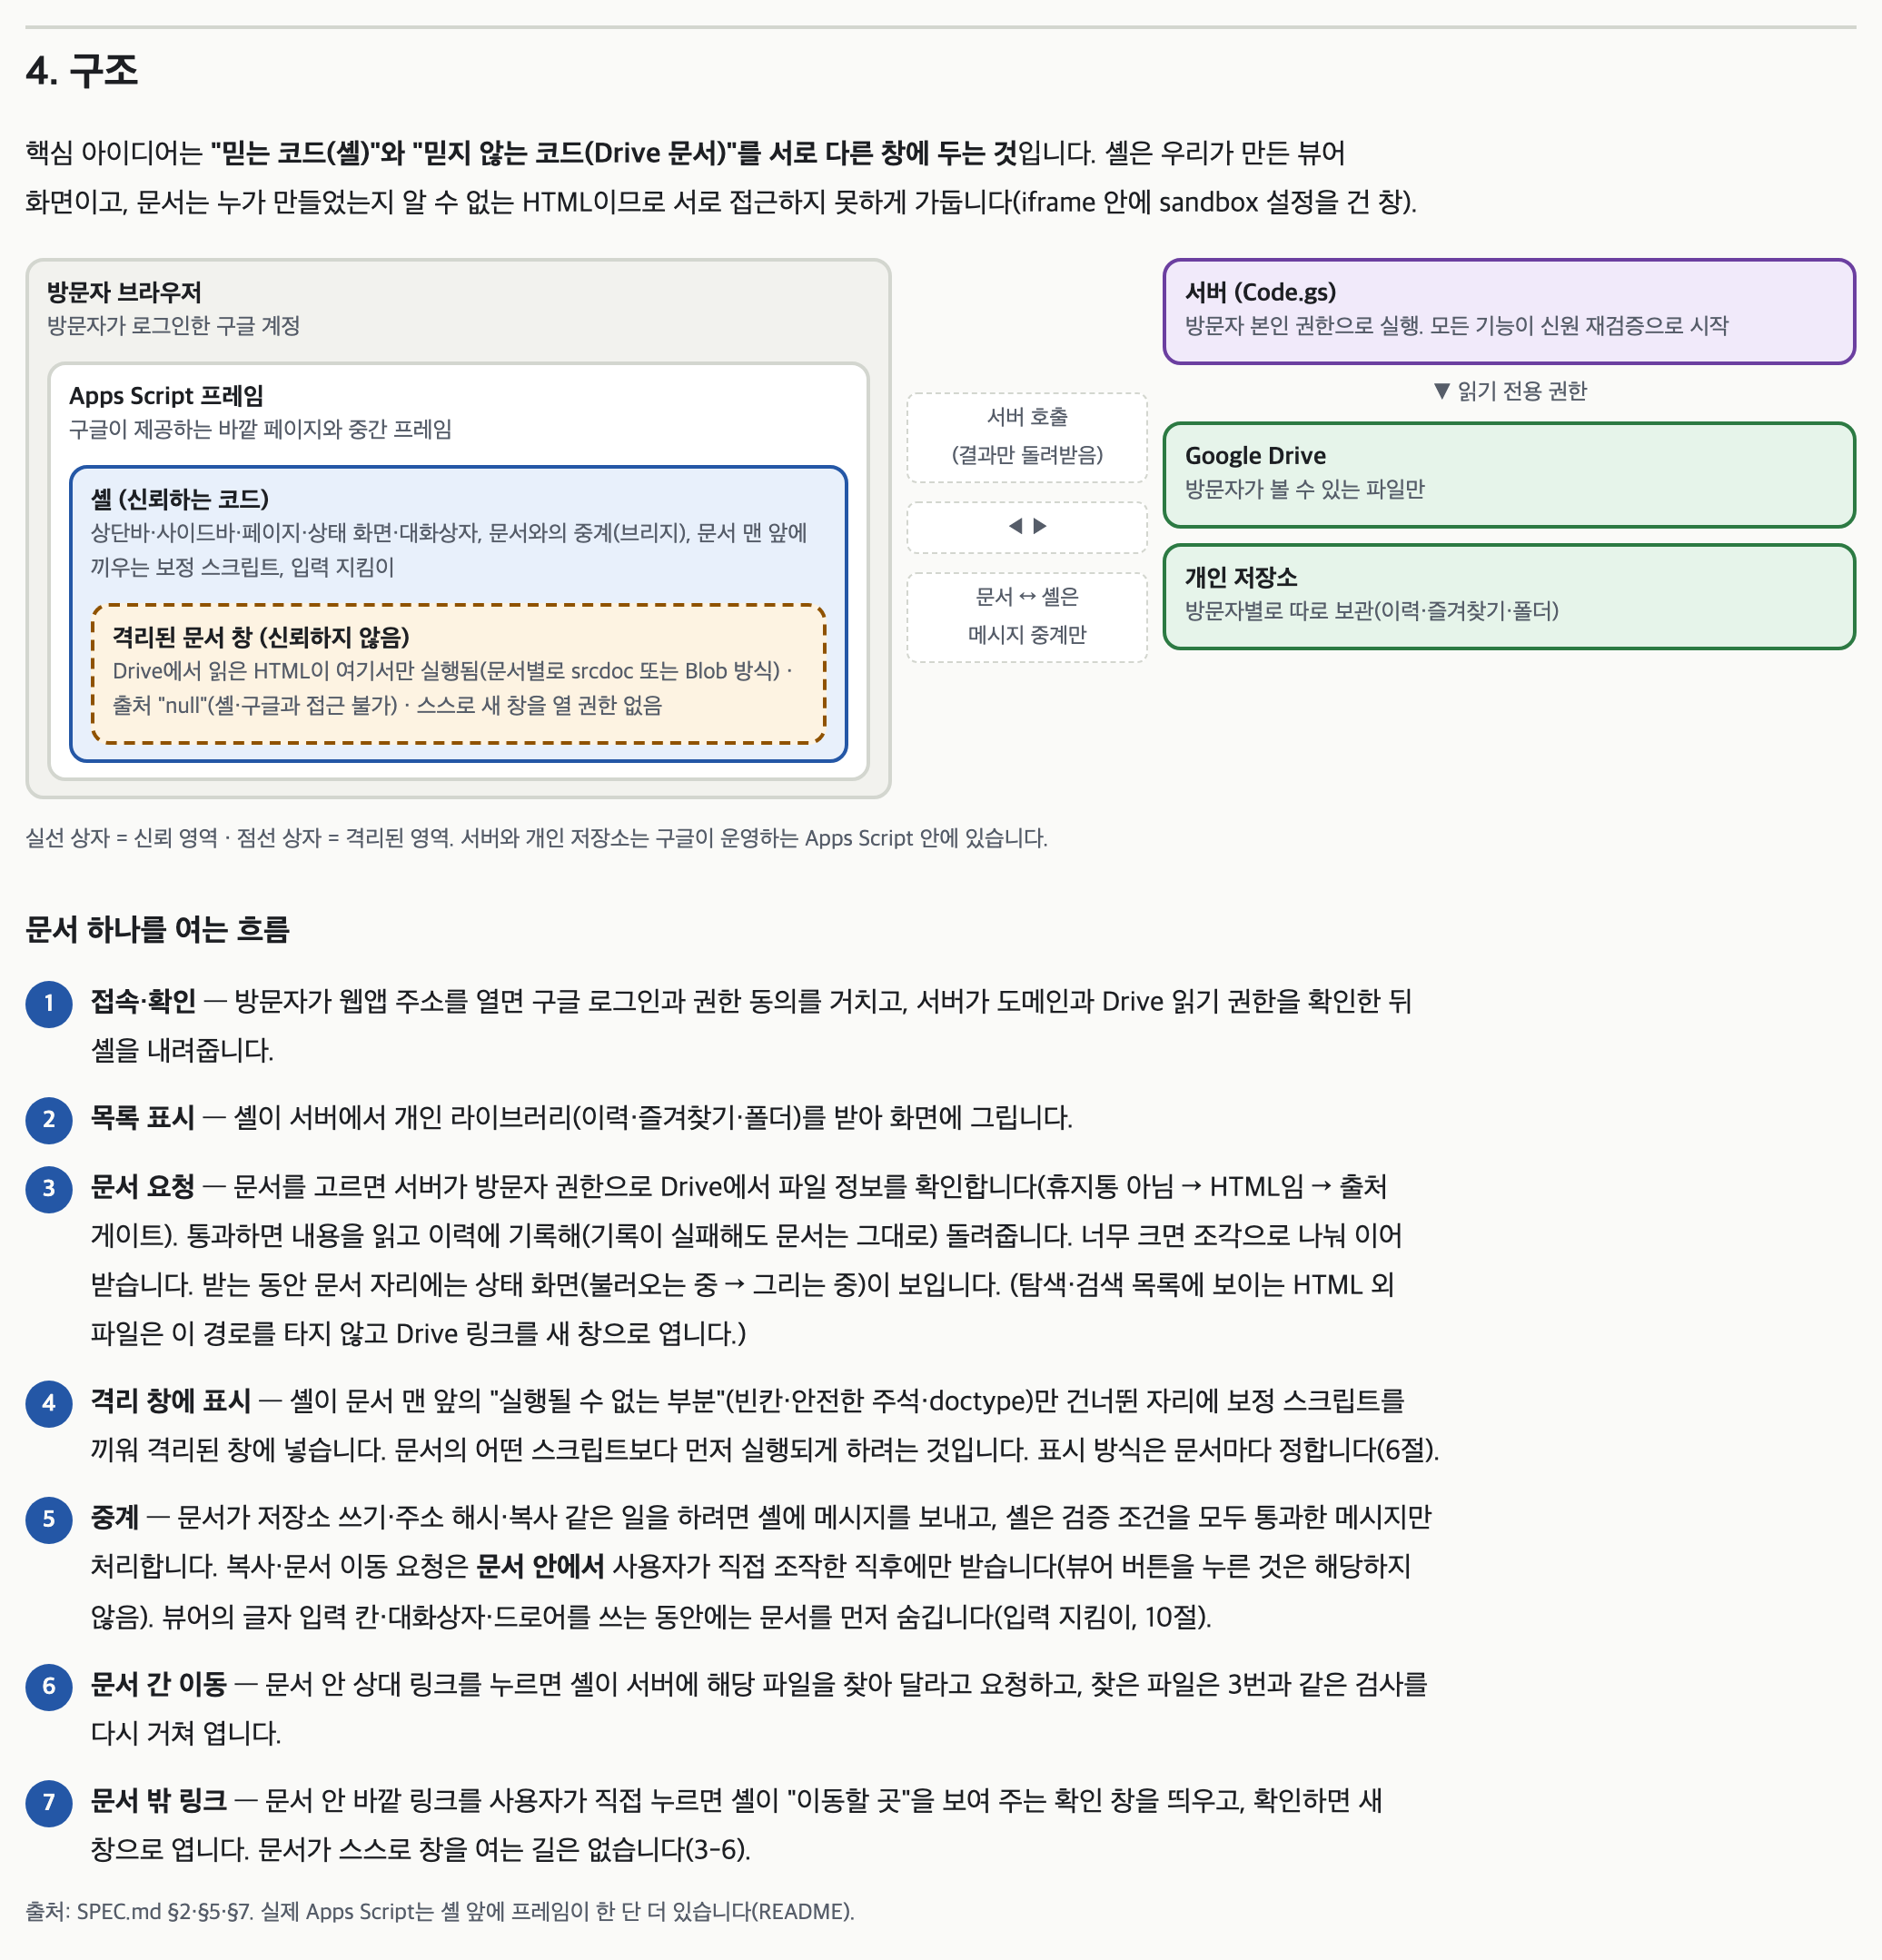 4. 구조
핵심 아이디어는 "믿는 코드(셸)"와 "믿지 않는 코드(Drive 문서)"를 서로 다른 창에 두는 것입니다. 셸은 우리가 만든 뷰어
화면이고, 문서는 누가 만들었는지 알 수 없는 HTML이므로 서로 접근하지 못하게 가둡니다(iframe 안에 sandbox 설정을 건 창).
방문자 브라우저
방문자가 로그인한 구글 계정
Apps Script 프레임
구글이 제공하는 바깥 페이지와 중간 프레임
셸 (신뢰하는 코드)
상단바·사이드바·페이지·상태 화면·대화상자, 문서와의 중계(브리지), 문서 맨 앞에
끼우는 보정 스크립트, 입력 지킴이
격리된 문서 창 (신뢰하지 않음)
Drive에서 읽은 HTML이 여기서만 실행됨(문서별로 srcdoc 또는 Blob 방식) ·
출처 "null"(셸·구글과 접근 불가) · 스스로 새 창을 열 권한 없음
서버 호출
(결과만 돌려받음)
◀ ▶
문서 ↔ 셸은
메시지 중계만
서버 (Code.gs)
방문자 본인 권한으로 실행. 모든 기능이 신원 재검증으로 시작
▼ 읽기 전용 권한
Google Drive
방문자가 볼 수 있는 파일만
개인 저장소
방문자별로 따로 보관(이력·즐겨찾기·폴더)
실선 상자 = 신뢰 영역 · 점선 상자 = 격리된 영역. 서버와 개인 저장소는 구글이 운영하는 Apps Script 안에 있습니다.
문서 하나를 여는 흐름
1 접속·확인 — 방문자가 웹앱 주소를 열면 구글 로그인과 권한 동의를 거치고, 서버가 도메인과 Drive 읽기 권한을 확인한 뒤
셸을 내려줍니다.
2 목록 표시 — 셸이 서버에서 개인 라이브러리(이력·즐겨찾기·폴더)를 받아 화면에 그립니다.
3 문서 요청 — 문서를 고르면 서버가 방문자 권한으로 Drive에서 파일 정보를 확인합니다(휴지통 아님 → HTML임 → 출처
게이트). 통과하면 내용을 읽고 이력에 기록해(기록이 실패해도 문서는 그대로) 돌려줍니다. 너무 크면 조각으로 나눠 이어
받습니다. 받는 동안 문서 자리에는 상태 화면(불러오는 중 → 그리는 중)이 보입니다. (탐색·검색 목록에 보이는 HTML 외
파일은 이 경로를 타지 않고 Drive 링크를 새 창으로 엽니다.)
4 격리 창에 표시 — 셸이 문서 맨 앞의 "실행될 수 없는 부분"(빈칸·안전한 주석·doctype)만 건너뛴 자리에 보정 스크립트를
끼워 격리된 창에 넣습니다. 문서의 어떤 스크립트보다 먼저 실행되게 하려는 것입니다. 표시 방식은 문서마다 정합니다(6절).
5 중계 — 문서가 저장소 쓰기·주소 해시·복사 같은 일을 하려면 셸에 메시지를 보내고, 셸은 검증 조건을 모두 통과한 메시지만
처리합니다. 복사·문서 이동 요청은 문서 안에서 사용자가 직접 조작한 직후에만 받습니다(뷰어 버튼을 누른 것은 해당하지
않음). 뷰어의 글자 입력 칸·대화상자·드로어를 쓰는 동안에는 문서를 먼저 숨깁니다(입력 지킴이, 10절).
6 문서 간 이동 — 문서 안 상대 링크를 누르면 셸이 서버에 해당 파일을 찾아 달라고 요청하고, 찾은 파일은 3번과 같은 검사를
다시 거쳐 엽니다.
7 문서 밖 링크 — 문서 안 바깥 링크를 사용자가 직접 누르면 셸이 "이동할 곳"을 보여 주는 확인 창을 띄우고, 확인하면 새
창으로 엽니다. 문서가 스스로 창을 여는 길은 없습니다(3-6).
출처: SPEC.md §2·§5·§7. 실제 Apps Script는 셸 앞에 프레임이 한 단 더 있습니다(README).